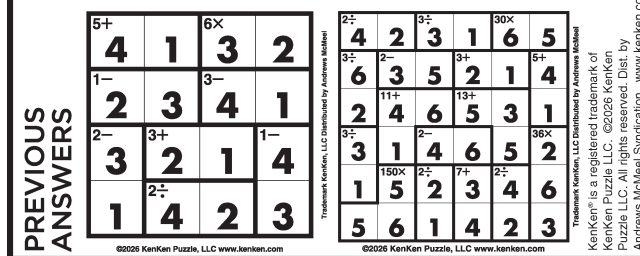 PREVIOUS
ANSWERS
5+ 6×
4 1 3 2
1− 3−
2 3 4 1
2− 3+ 1−
3 2 1 4
2÷
1 4 2 3
©2026 KenKen Puzzle, LLC www.kenken.com
Trademark KenKen, LLC Distributed by Andrews McMeel
2÷ 3÷ 30×
4 2 3 1 6 5
3÷ 2− 3+ 5+
6 3 5 2 1 4
11+ 13+
2 4 6 5 3 1
3÷ 2− 36×
3 1 4 6 5 2
150× 2÷ 7+ 2÷
1 5 2 3 4 6
5 6 1 4 2 3
©2026 KenKen Puzzle, LLC www.kenken.com
Trademark KenKen, LLC Distributed by Andrews McMeel
KenKen® is a registered trademark of
KenKen Puzzle LLC. ©2026 KenKen
Puzzle LLC. All rights reserved. Dist. by
Andrews McMeel Syndication www.kenken.co